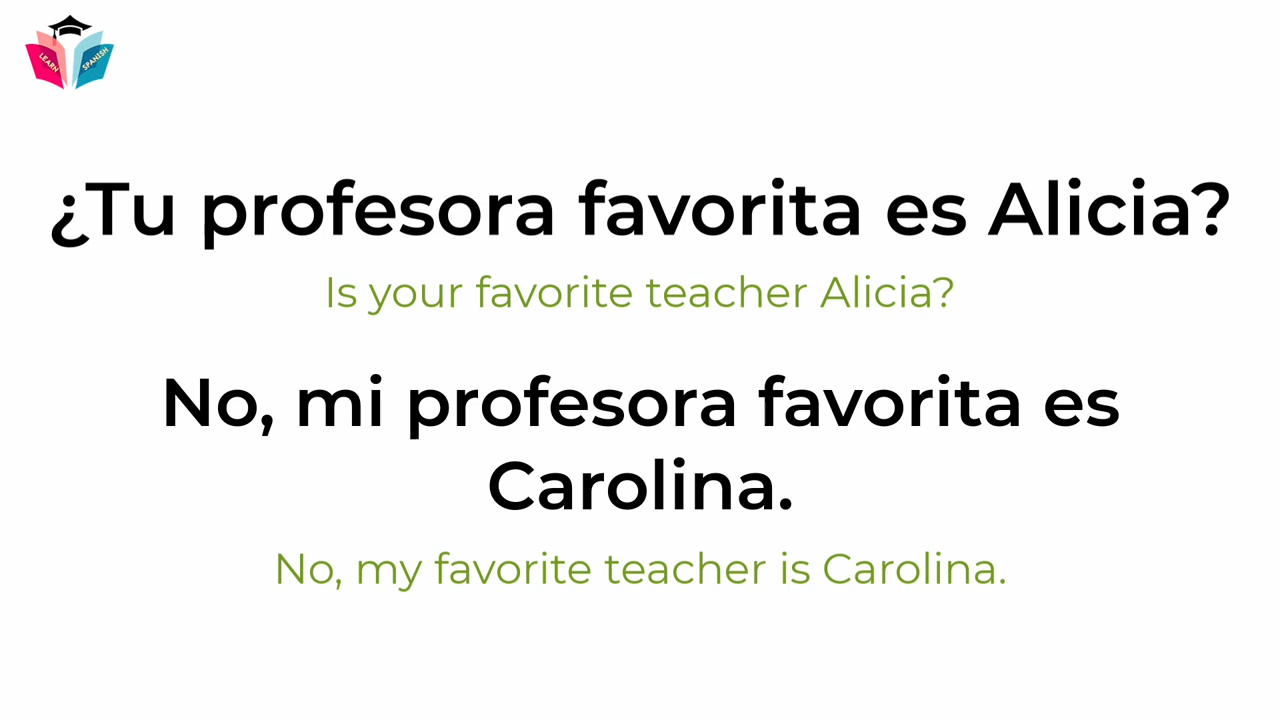 LEARN SPANISH
¿Tu profesora favorita es Alicia?
Is your favorite teacher Alicia?
No, mi profesora favorita es
Carolina.
No, my favorite teacher is Carolina.